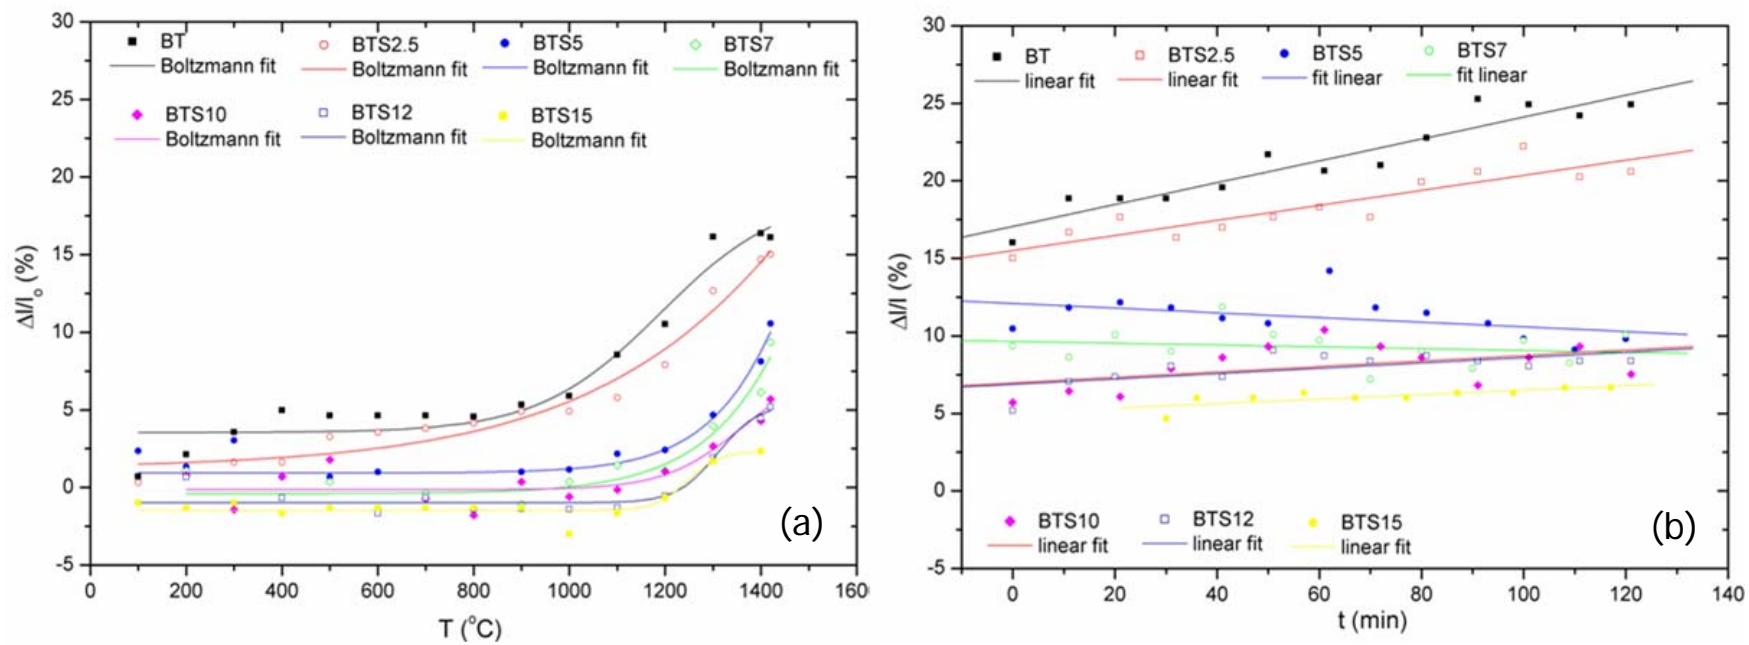 30
25
20
15
10
5
0
-5
ΔI/I₀ (%)
BT
Boltzmann fit
BTS2.5
Boltzmann fit
BTS5
Boltzmann fit
BTS7
Boltzmann fit
BTS10
Boltzmann fit
BTS12
Boltzmann fit
BTS15
Boltzmann fit
(a)
0 200 400 600 800 1000 1200 1400 160
T (°C)
30
25
20
15
10
5
0
-5
ΔI/I (%)
BT
linear fit
BTS2.5
linear fit
BTS5
fit linear
BTS7
fit linear
BTS10
linear fit
BTS12
linear fit
BTS15
linear fit
(b)
0 20 40 60 80 100 120 140
t (min)